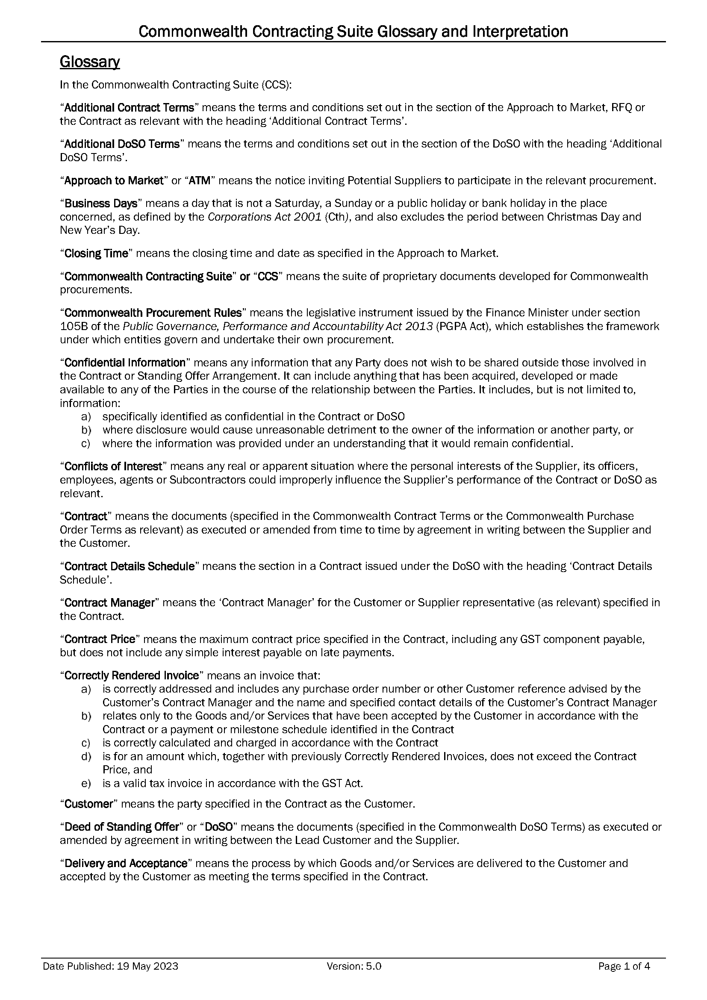 Commonwealth Contracting Suite Glossary and Interpretation
Glossary
In the Commonwealth Contracting Suite (CCS):
“Additional Contract Terms” means the terms and conditions set out in the section of the Approach to Market, RFQ or
the Contract as relevant with the heading ‘Additional Contract Terms’.
“Additional DoSO Terms” means the terms and conditions set out in the section of the DoSO with the heading ‘Additional
DoSO Terms’.
“Approach to Market” or “ATM” means the notice inviting Potential Suppliers to participate in the relevant procurement.
“Business Days” means a day that is not a Saturday, a Sunday or a public holiday or bank holiday in the place
concerned, as defined by the Corporations Act 2001 (Cth), and also excludes the period between Christmas Day and
New Year’s Day.
“Closing Time” means the closing time and date as specified in the Approach to Market.
“Commonwealth Contracting Suite” or “CCS” means the suite of proprietary documents developed for Commonwealth
procurements.
“Commonwealth Procurement Rules” means the legislative instrument issued by the Finance Minister under section
105B of the Public Governance, Performance and Accountability Act 2013 (PGPA Act), which establishes the framework
under which entities govern and undertake their own procurement.
“Confidential Information” means any information that any Party does not wish to be shared outside those involved in
the Contract or Standing Offer Arrangement. It can include anything that has been acquired, developed or made
available to any of the Parties in the course of the relationship between the Parties. It includes, but is not limited to,
information:
a) specifically identified as confidential in the Contract or DoSO
b) where disclosure would cause unreasonable detriment to the owner of the information or another party, or
c) where the information was provided under an understanding that it would remain confidential.
“Conflicts of Interest” means any real or apparent situation where the personal interests of the Supplier, its officers,
employees, agents or Subcontractors could improperly influence the Supplier’s performance of the Contract or DoSO as
relevant.
“Contract” means the documents (specified in the Commonwealth Contract Terms or the Commonwealth Purchase
Order Terms as relevant) as executed or amended from time to time by agreement in writing between the Supplier and
the Customer.
“Contract Details Schedule” means the section in a Contract issued under the DoSO with the heading ‘Contract Details
Schedule’.
“Contract Manager” means the ‘Contract Manager’ for the Customer or Supplier representative (as relevant) specified in
the Contract.
“Contract Price” means the maximum contract price specified in the Contract, including any GST component payable,
but does not include any simple interest payable on late payments.
“Correctly Rendered Invoice” means an invoice that:
a) is correctly addressed and includes any purchase order number or other Customer reference advised by the
Customer’s Contract Manager and the name and specified contact details of the Customer’s Contract Manager
b) relates only to the Goods and/or Services that have been accepted by the Customer in accordance with the
Contract or a payment or milestone schedule identified in the Contract
c) is correctly calculated and charged in accordance with the Contract
d) is for an amount which, together with previously Correctly Rendered Invoices, does not exceed the Contract
Price, and
e) is a valid tax invoice in accordance with the GST Act.
“Customer” means the party specified in the Contract as the Customer.
“Deed of Standing Offer” or “DoSO” means the documents (specified in the Commonwealth DoSO Terms) as executed or
amended by agreement in writing between the Lead Customer and the Supplier.
“Delivery and Acceptance” means the process by which Goods and/or Services are delivered to the Customer and
accepted by the Customer as meeting the terms specified in the Contract.
Date Published: 19 May 2023 Version: 5.0 Page 1 of 4